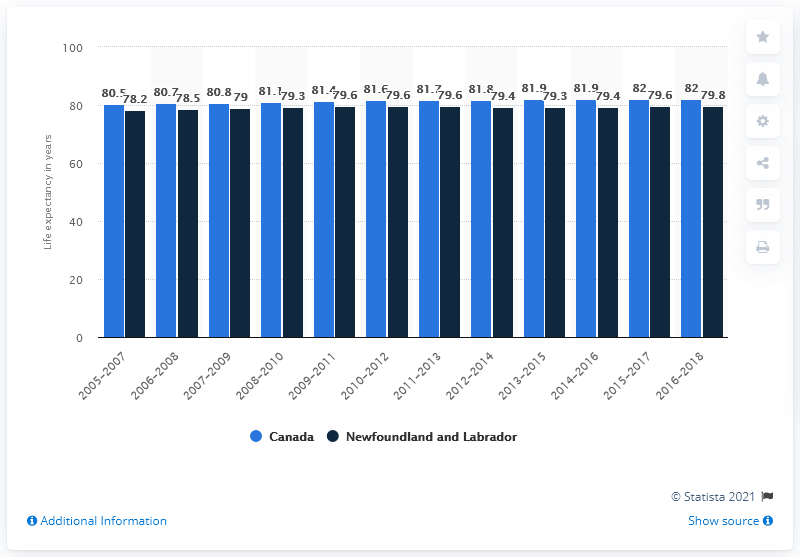 100
80
60
40
20
0
Life expectancy in years
80.5 78.2 80.7 78.5 80.8 79 81.1 79.3 81.4 79.6 81.6 79.6 81.7 79.6 81.8 79.4 81.9 79.3 81.9 79.4 82 79.6 82 79.8
2005–2007 2006–2008 2007–2009 2008–2010 2009–2011 2010–2012 2011–2013 2012–2014 2013–2015 2014–2016 2015–2017 2016–2018
Canada Newfoundland and Labrador
© Statista 2021
Additional Information Show source